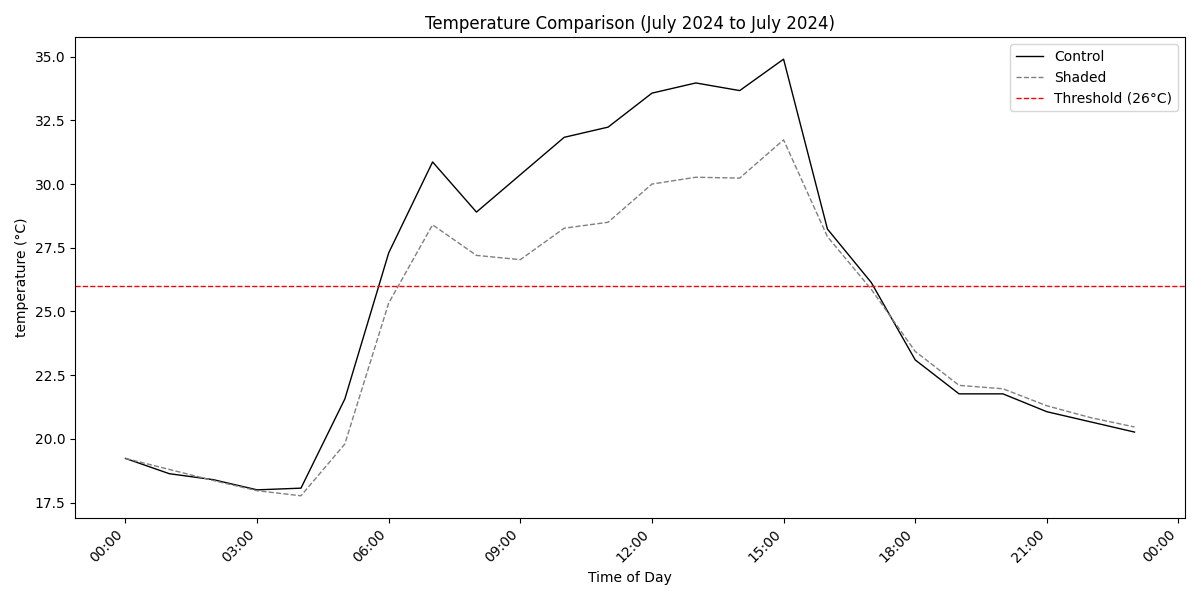 Temperature Comparison (July 2024 to July 2024)
Control
Shaded
Threshold (26°C)
temperature (°C)
35.0
32.5
30.0
27.5
25.0
22.5
20.0
17.5
00:00
03:00
06:00
09:00
12:00
15:00
18:00
21:00
00:00
Time of Day